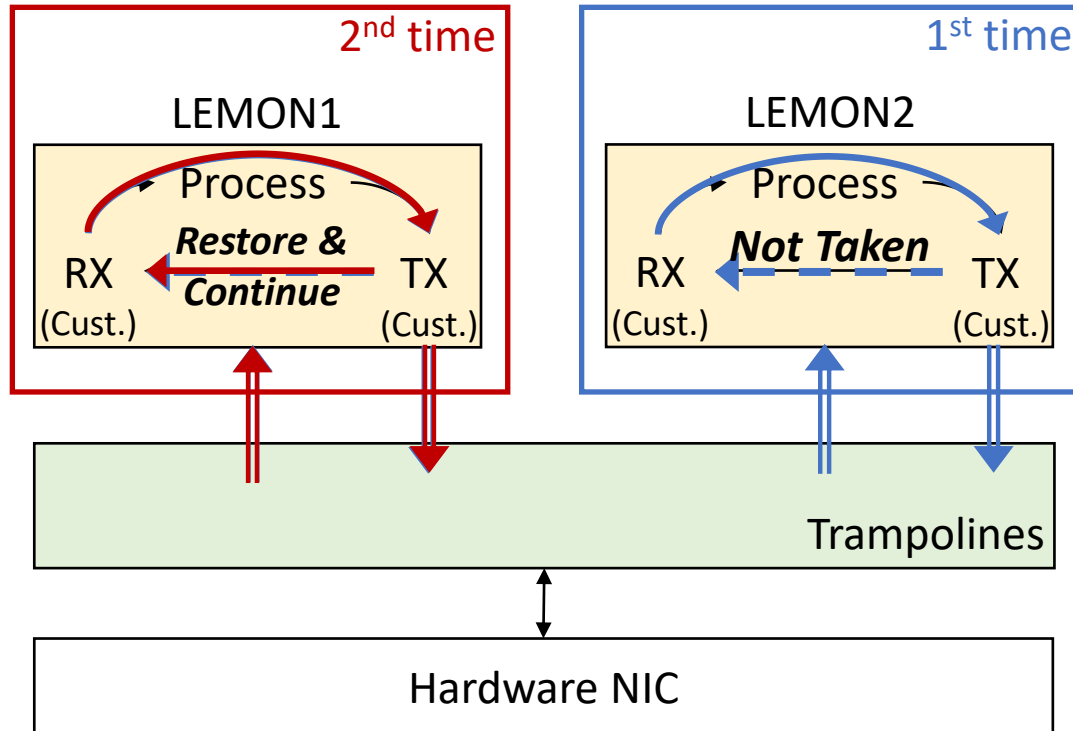 2nd time
LEMON1
Process
Restore &
RX
TX
Continue
(Cust.)
(Cust.)
1st time
LEMON2
Process
Not Taken
RX
TX
(Cust.)
(Cust.)
Trampolines
Hardware NIC